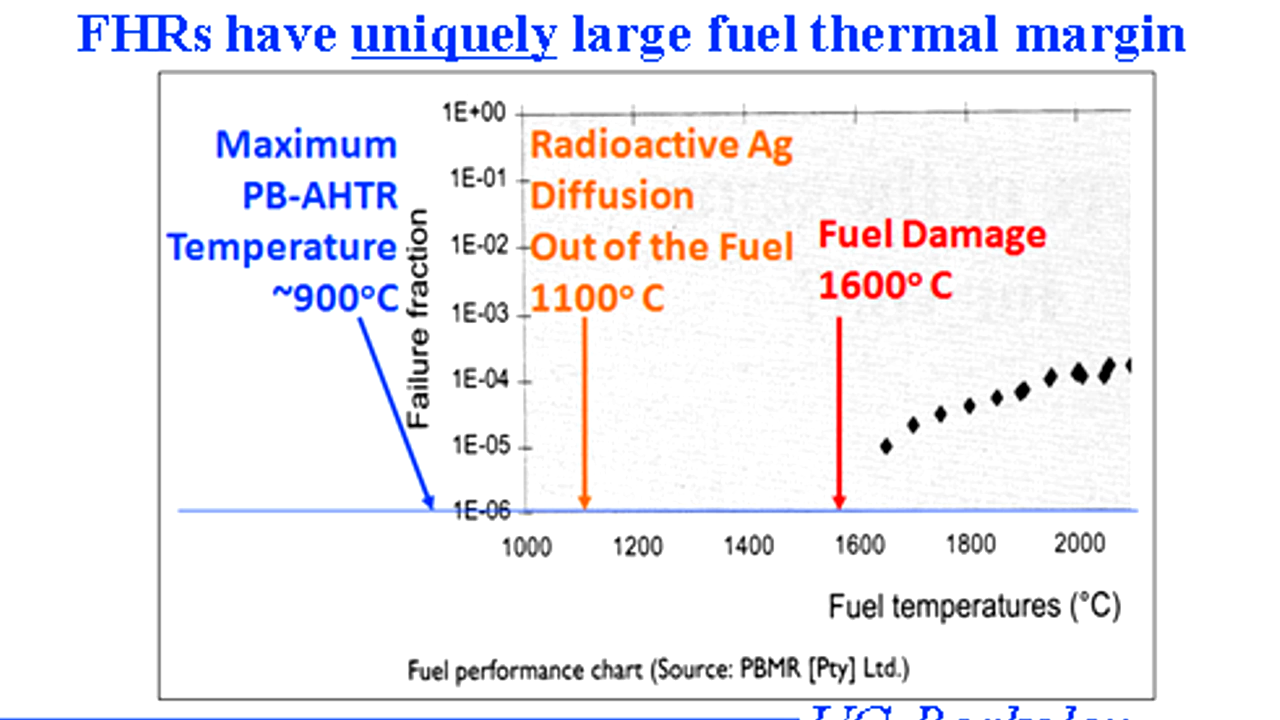 FHRs have uniquely large fuel thermal margin
Maximum
PB-AHTR
Temperature
~900°C
Radioactive Ag
Diffusion
Out of the Fuel
1100° C
Fuel Damage
1600° C
Failure fraction
1E+00
1E-01
1E-02
1E-03
1E-04
1E-05
1E-06
1000 1200 1400 1600 1800 2000
Fuel temperatures (°C)
Fuel performance chart (Source: PBMR [Pty] Ltd.)
UC Berkeley